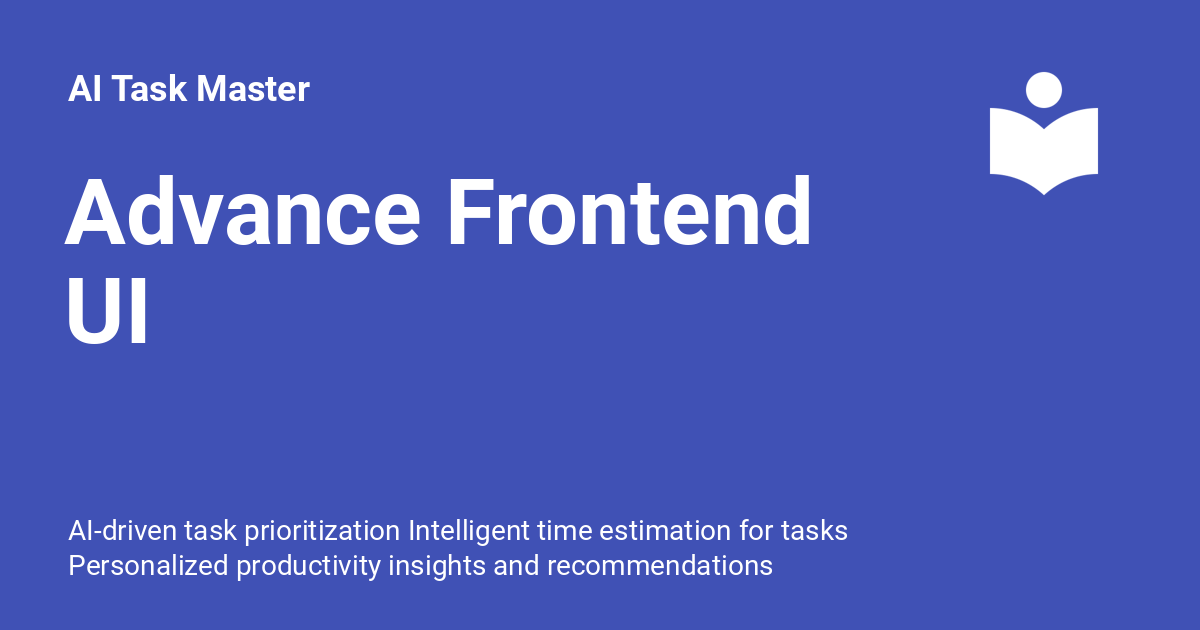 AI Task Master
Advance Frontend
UI
AI-driven task prioritization Intelligent time estimation for tasks
Personalized productivity insights and recommendations